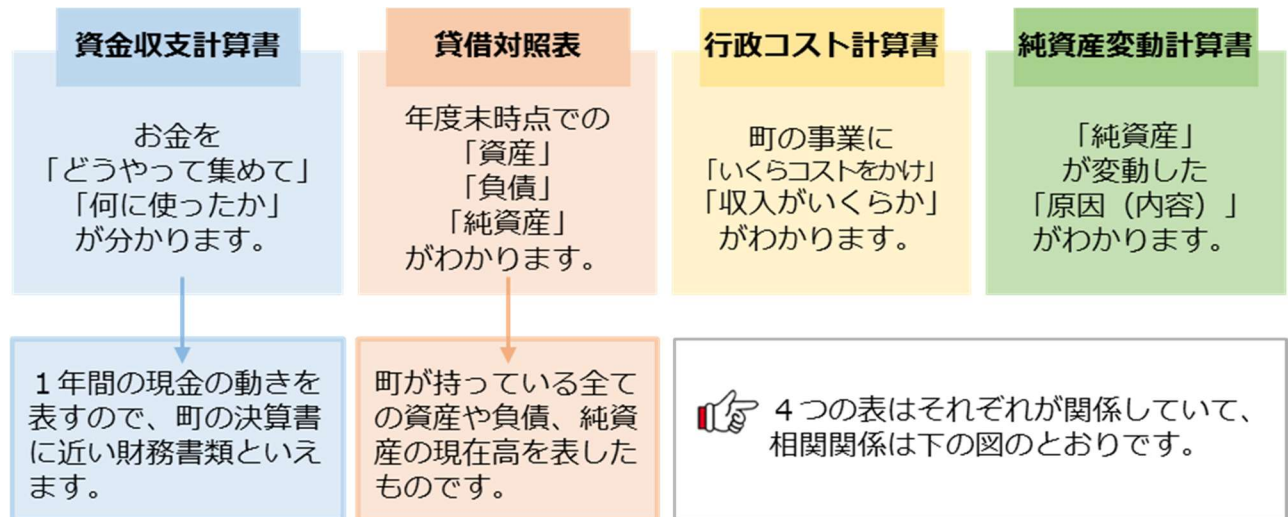 資金収支計算書
お金を
「どうやって集めて」
「何に使ったか」
が分かります。
貸借対照表
年度末時点での
「資産」
「負債」
「純資産」
がわかります。
行政コスト計算書
町の事業に
「いくらコストをかけ」
「収入がいくらか」
がわかります。
純資産変動計算書
「純資産」
が変動した
「原因（内容）」
がわかります。
１年間の現金の動きを
表すので、町の決算書
に近い財務書類といえ
ます。
町が持っている全て
の資産や負債、純資
産の現在高を表した
ものです。
４つの表はそれぞれが関係していて、
相関関係は下の図のとおりです。